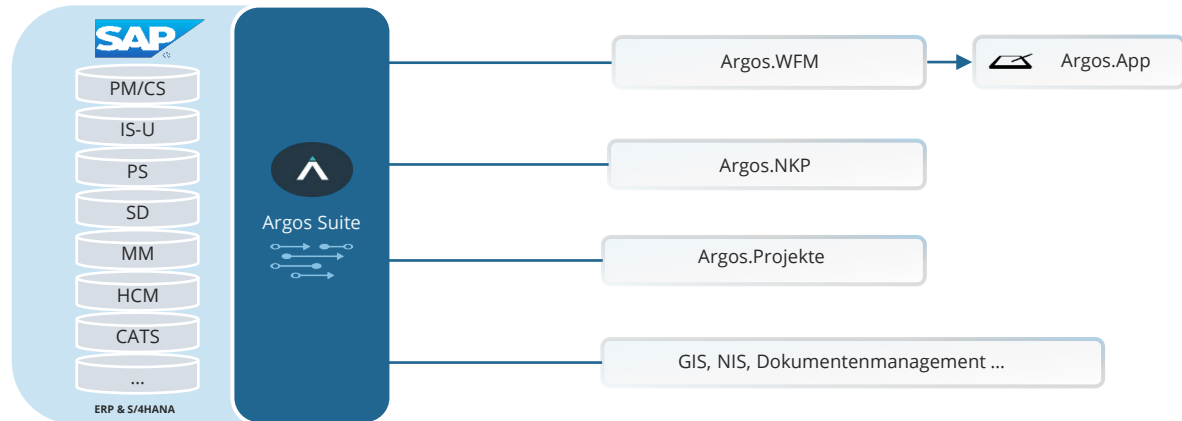 SAP
PM/CS
IS-U
PS
SD
MM
HCM
CATS
...
ERP & S/4HANA
Argos Suite
Argos.WFM
Argos.App
Argos.NKP
Argos.Projekte
GIS, NIS, Dokumentenmanagement ...